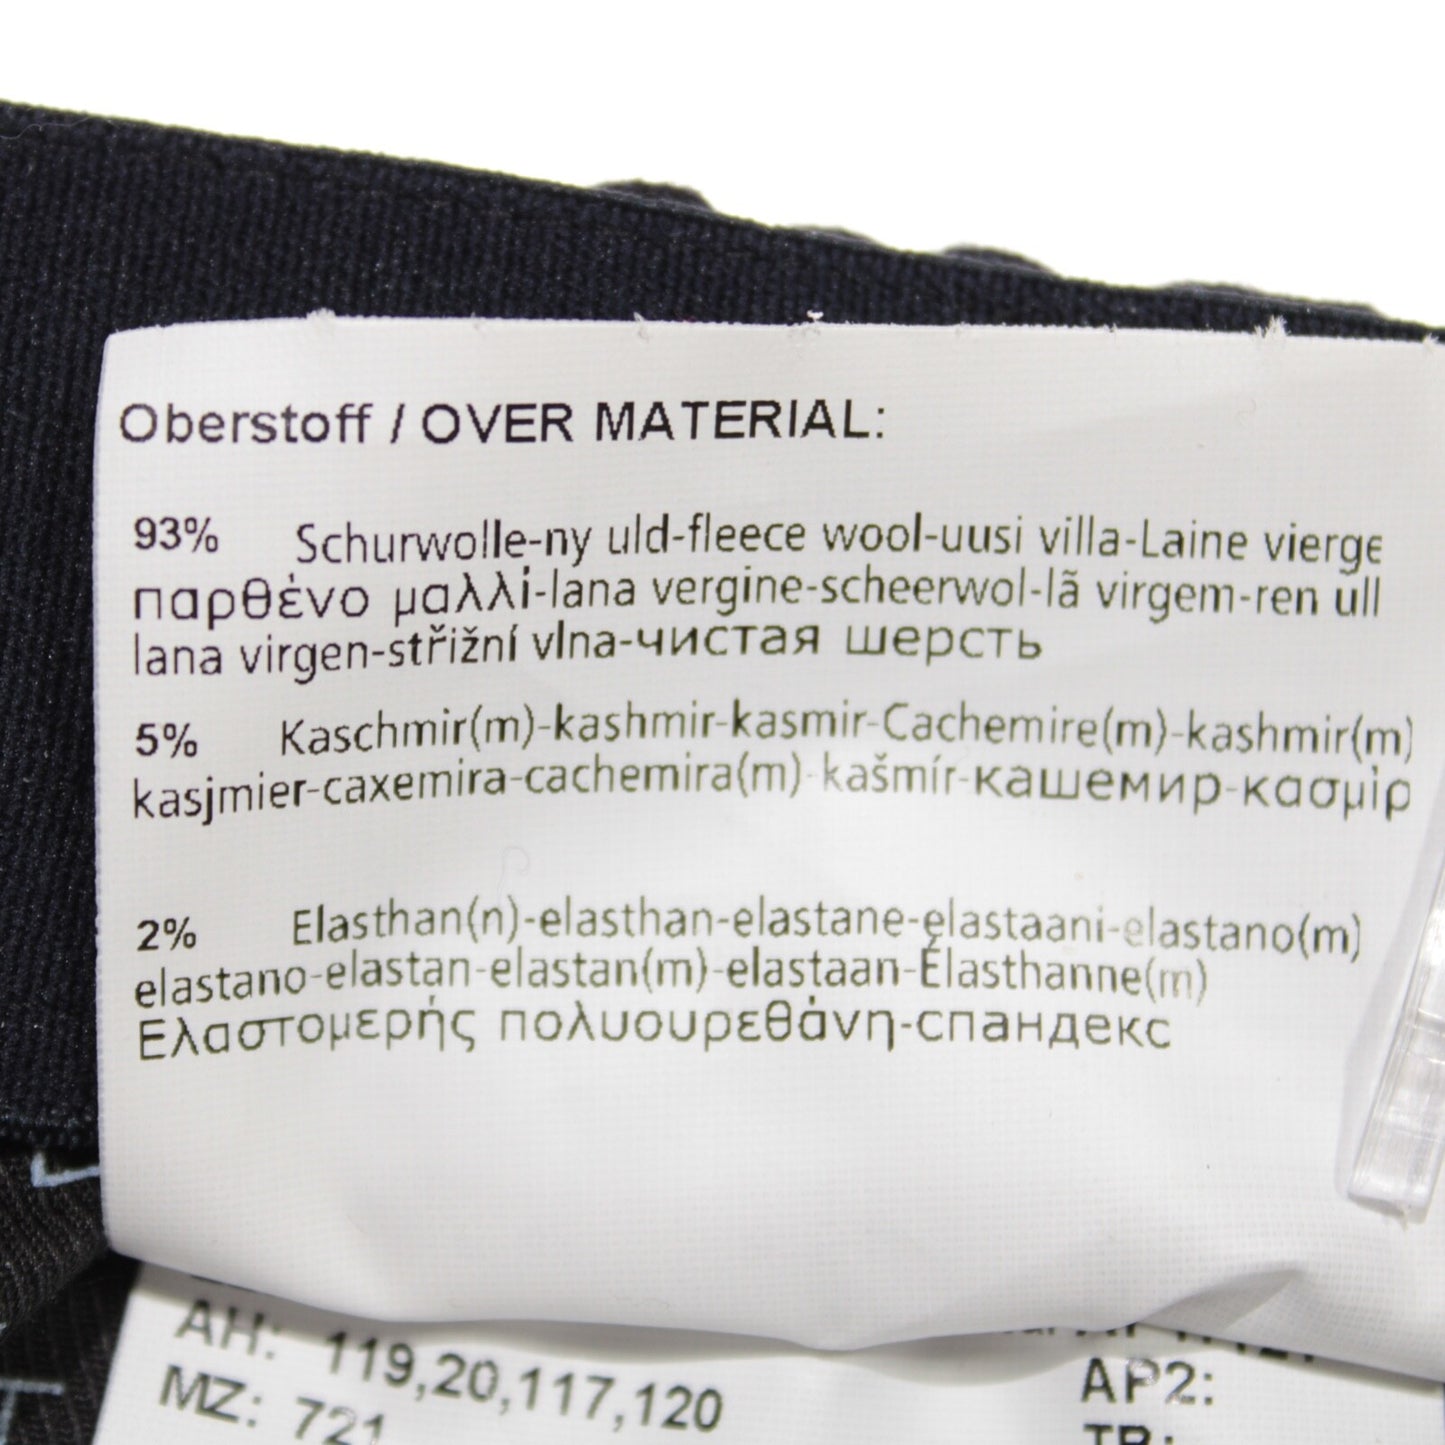 Oberstoff / OVER MATERIAL:
93% Schurwolle-ny uld-fleece wool-uusi villa-Laine vierge
παρθένο μαλλί-lana vergine-scheerwol-lã virgem-ren ull
lana virgen-střižní vlna-чистая шерсть
5% Kaschmir(m)-kashmir-kasmir-Cachemire(m)-kashmir(m)
kasjmier-caxemira-cachemira(m)-kašmír-кашемир-κασμίρ
2% Elasthan(n)-elasthan-elastane-elastaani-elastano(m)
elastano-elastan-elastan(m)-elastaan-Élasthanne(m)
Ελαστομερής πολυουρεθάνη-спандекс
AH: 119,20,117,120
AP2:
MZ: 721
TB: